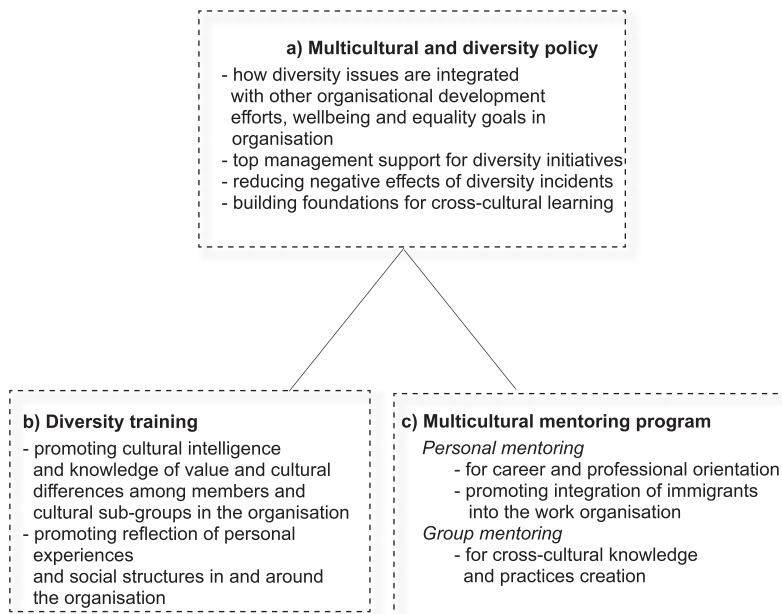 a) Multicultural and diversity policy
- how diversity issues are integrated
with other organisational development
efforts, wellbeing and equality goals in
organisation
- top management support for diversity initiatives
- reducing negative effects of diversity incidents
- building foundations for cross-cultural learning
b) Diversity training
- promoting cultural intelligence
and knowledge of value and cultural
differences among members and
cultural sub-groups in the organisation
- promoting reflection of personal
experiences
and social structures in and around
the organisation
c) Multicultural mentoring program
Personal mentoring
- for career and professional orientation
- promoting integration of immigrants
into the work organisation
Group mentoring
- for cross-cultural knowledge
and practices creation